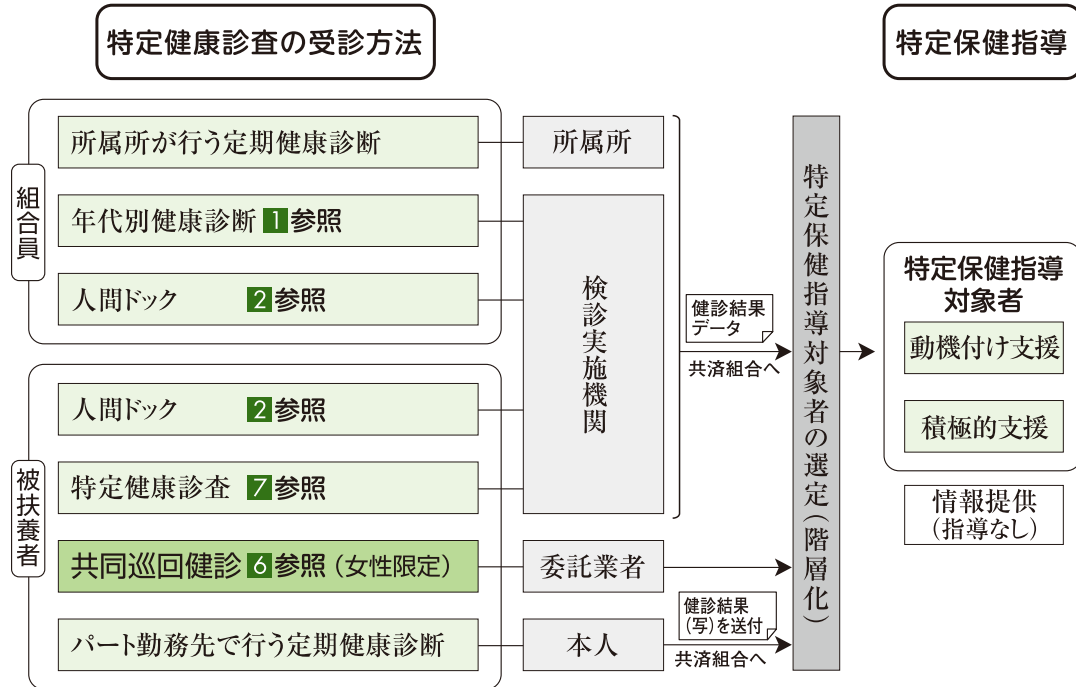 特定健康診査の受診方法
特定保健指導
組合員
所属所が行う定期健康診断
所属所
年代別健康診断 1 参照
人間ドック 2 参照
検診実施機関
被扶養者
人間ドック 2 参照
特定健康診査 7 参照
共同巡回健診 6 参照（女性限定）
委託業者
パート勤務先で行う定期健康診断
本人
健診結果
データ
共済組合へ
健診結果
（写）を送付
共済組合へ
特定保健指導対象者の選定（階層化）
特定保健指導
対象者
動機付け支援
積極的支援
情報提供
（指導なし）